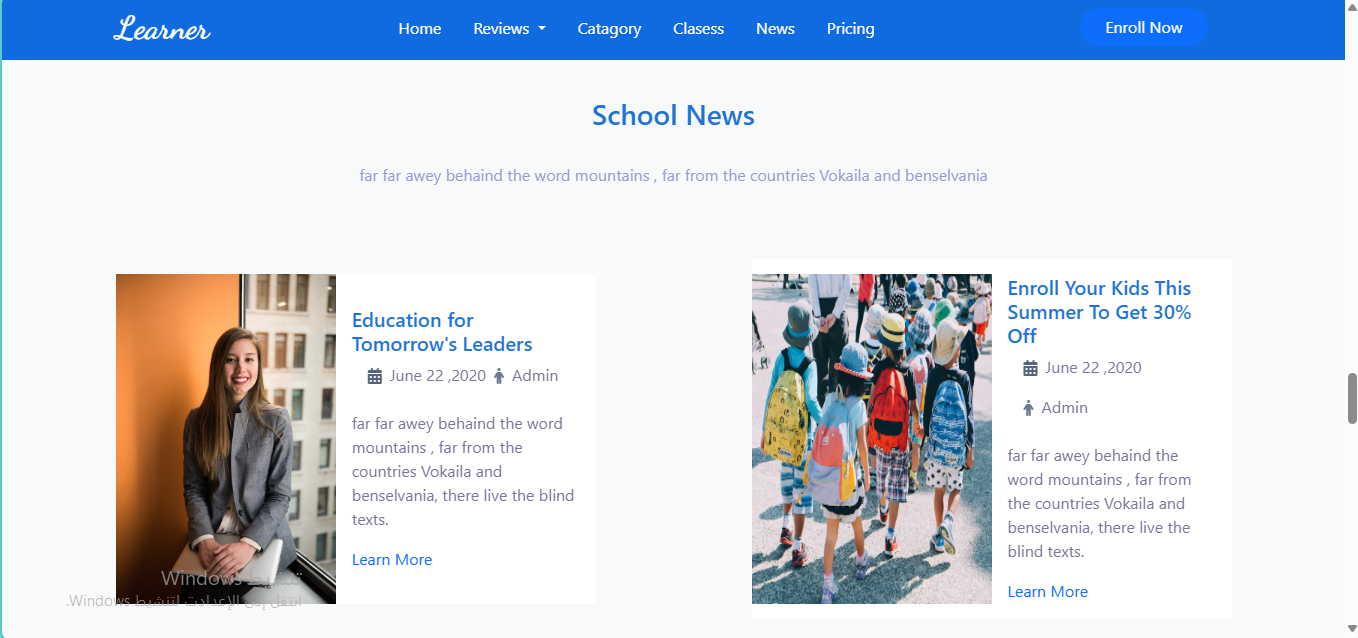 Learner
Home Reviews Catagory Clasess News Pricing Enroll Now
School News
far far awey behaind the word mountains , far from the countries Vokaila and benselvania
Education for
Tomorrow's Leaders
June 22 ,2020 Admin
far far awey behaind the word
mountains , far from the
countries Vokaila and
benselvania, there live the blind
texts.
Learn More
Enroll Your Kids This
Summer To Get 30%
Off
June 22 ,2020
Admin
far far awey behaind the
word mountains , far from
the countries Vokaila and
benselvania, there live the
blind texts.
Learn More
تنشيط Windows
انتقل إلى الإعدادت لتنشيط Windows.